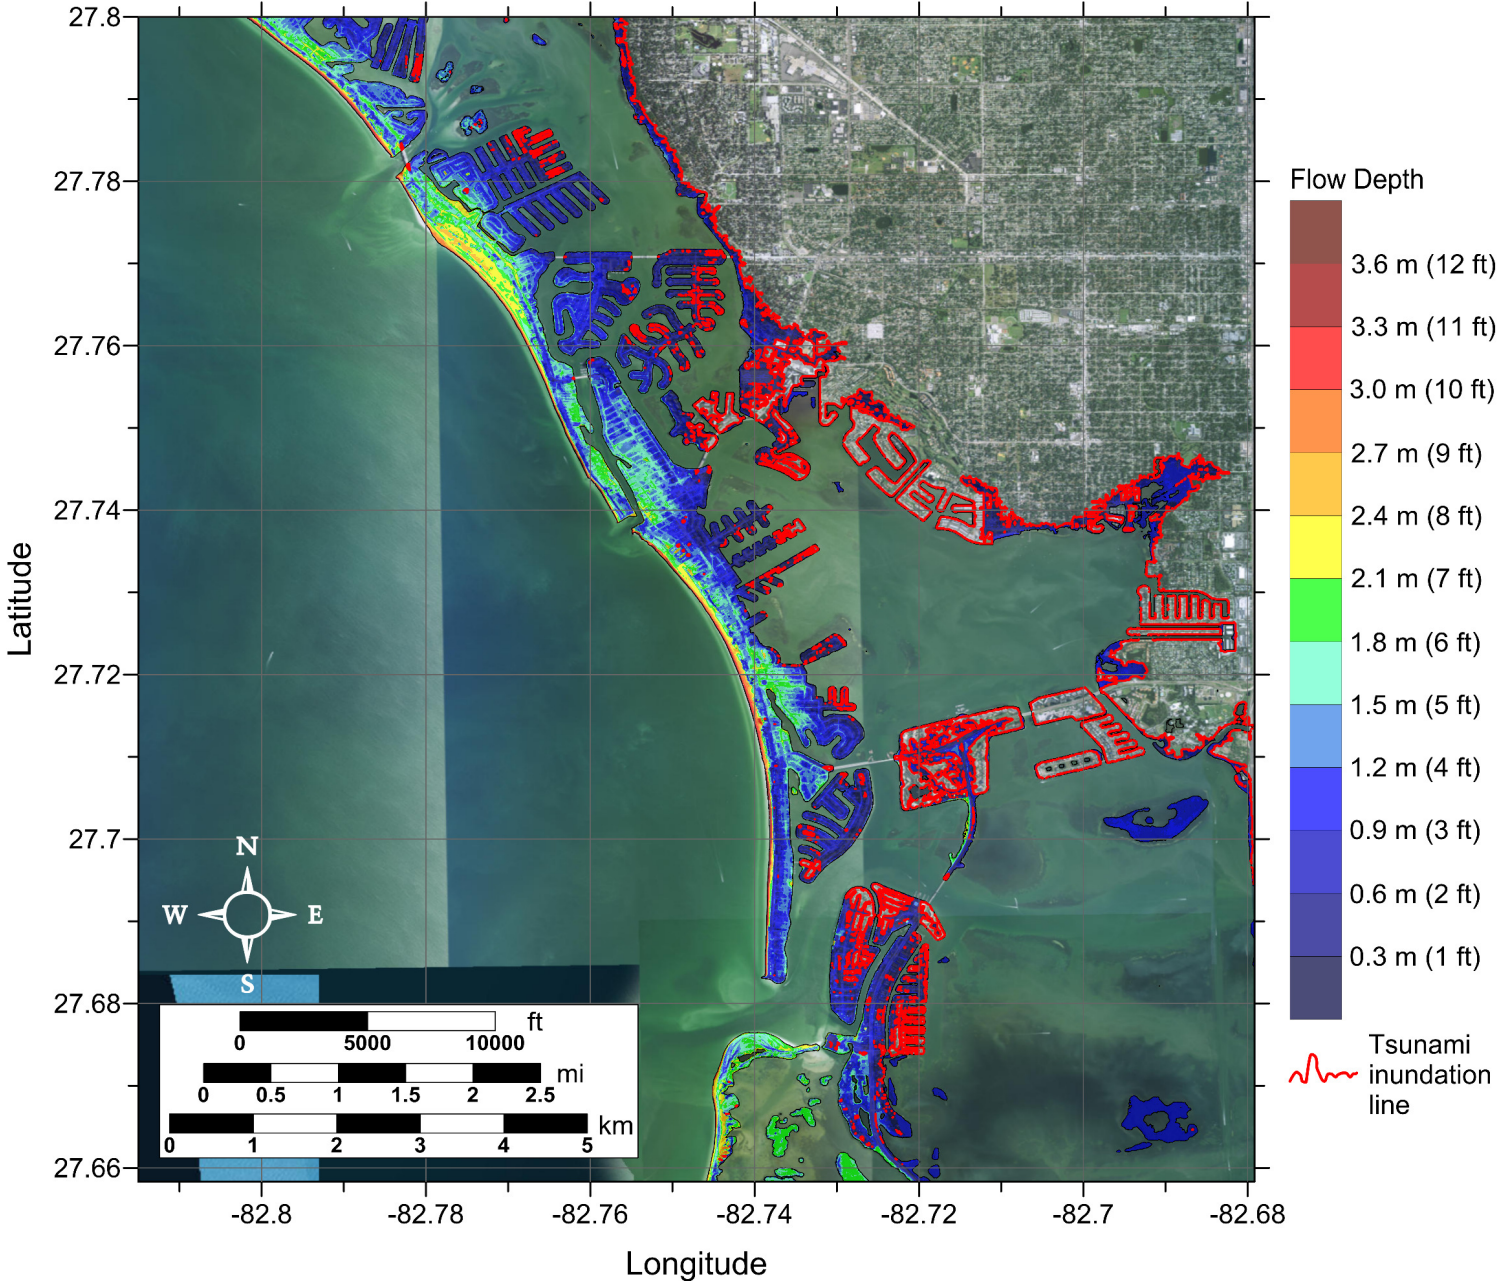 27.8
27.78
27.76
27.74
27.72
27.7
27.68
27.66
Latitude
-82.8
-82.78
-82.76
-82.74
-82.72
-82.7
-82.68
Longitude
N
W
E
S
ft
0
5000
10000
mi
0
0.5
1
1.5
2
2.5
km
0
1
2
3
4
5
Flow Depth
3.6 m (12 ft)
3.3 m (11 ft)
3.0 m (10 ft)
2.7 m (9 ft)
2.4 m (8 ft)
2.1 m (7 ft)
1.8 m (6 ft)
1.5 m (5 ft)
1.2 m (4 ft)
0.9 m (3 ft)
0.6 m (2 ft)
0.3 m (1 ft)
Tsunami
inundation
line